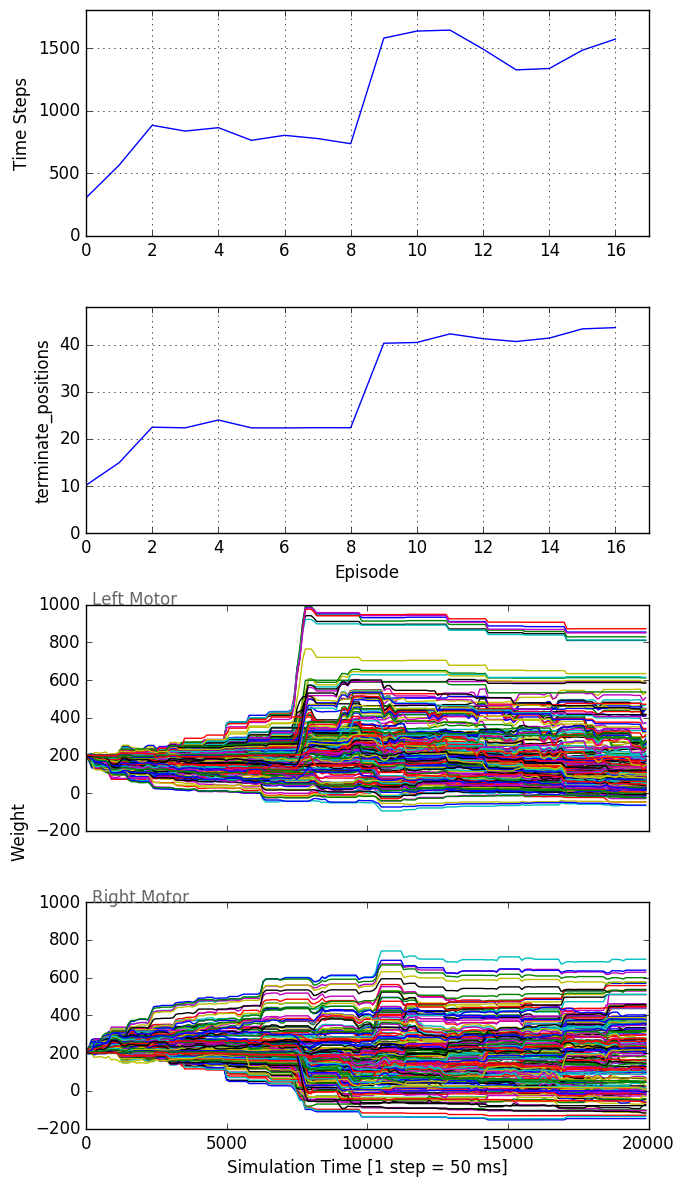 1500
1000
500
0
Time Steps
0 2 4 6 8 10 12 14 16
40
30
20
10
0
terminate_positions
0 2 4 6 8 10 12 14 16
Episode
Left Motor
1000
800
600
400
200
0
−200
Weight
Right Motor
1000
800
600
400
200
0
−200
0 5000 10000 15000 20000
Simulation Time [1 step = 50 ms]